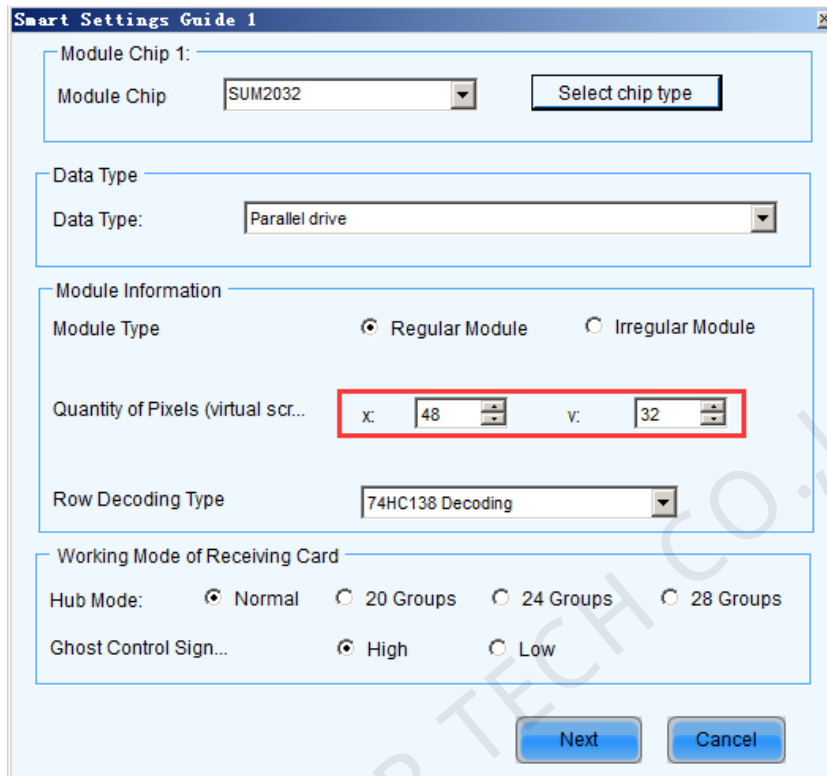 Smart Settings Guide 1
Module Chip 1:
Module Chip SUM2032 Select chip type
Data Type
Data Type: Parallel drive
Module Information
Module Type Regular Module Irregular Module
Quantity of Pixels (virtual scr... x: 48 v: 32
Row Decoding Type 74HC138 Decoding
Working Mode of Receiving Card
Hub Mode: Normal 20 Groups 24 Groups 28 Groups
Ghost Control Sign... High Low
Next Cancel
TECH CO.,